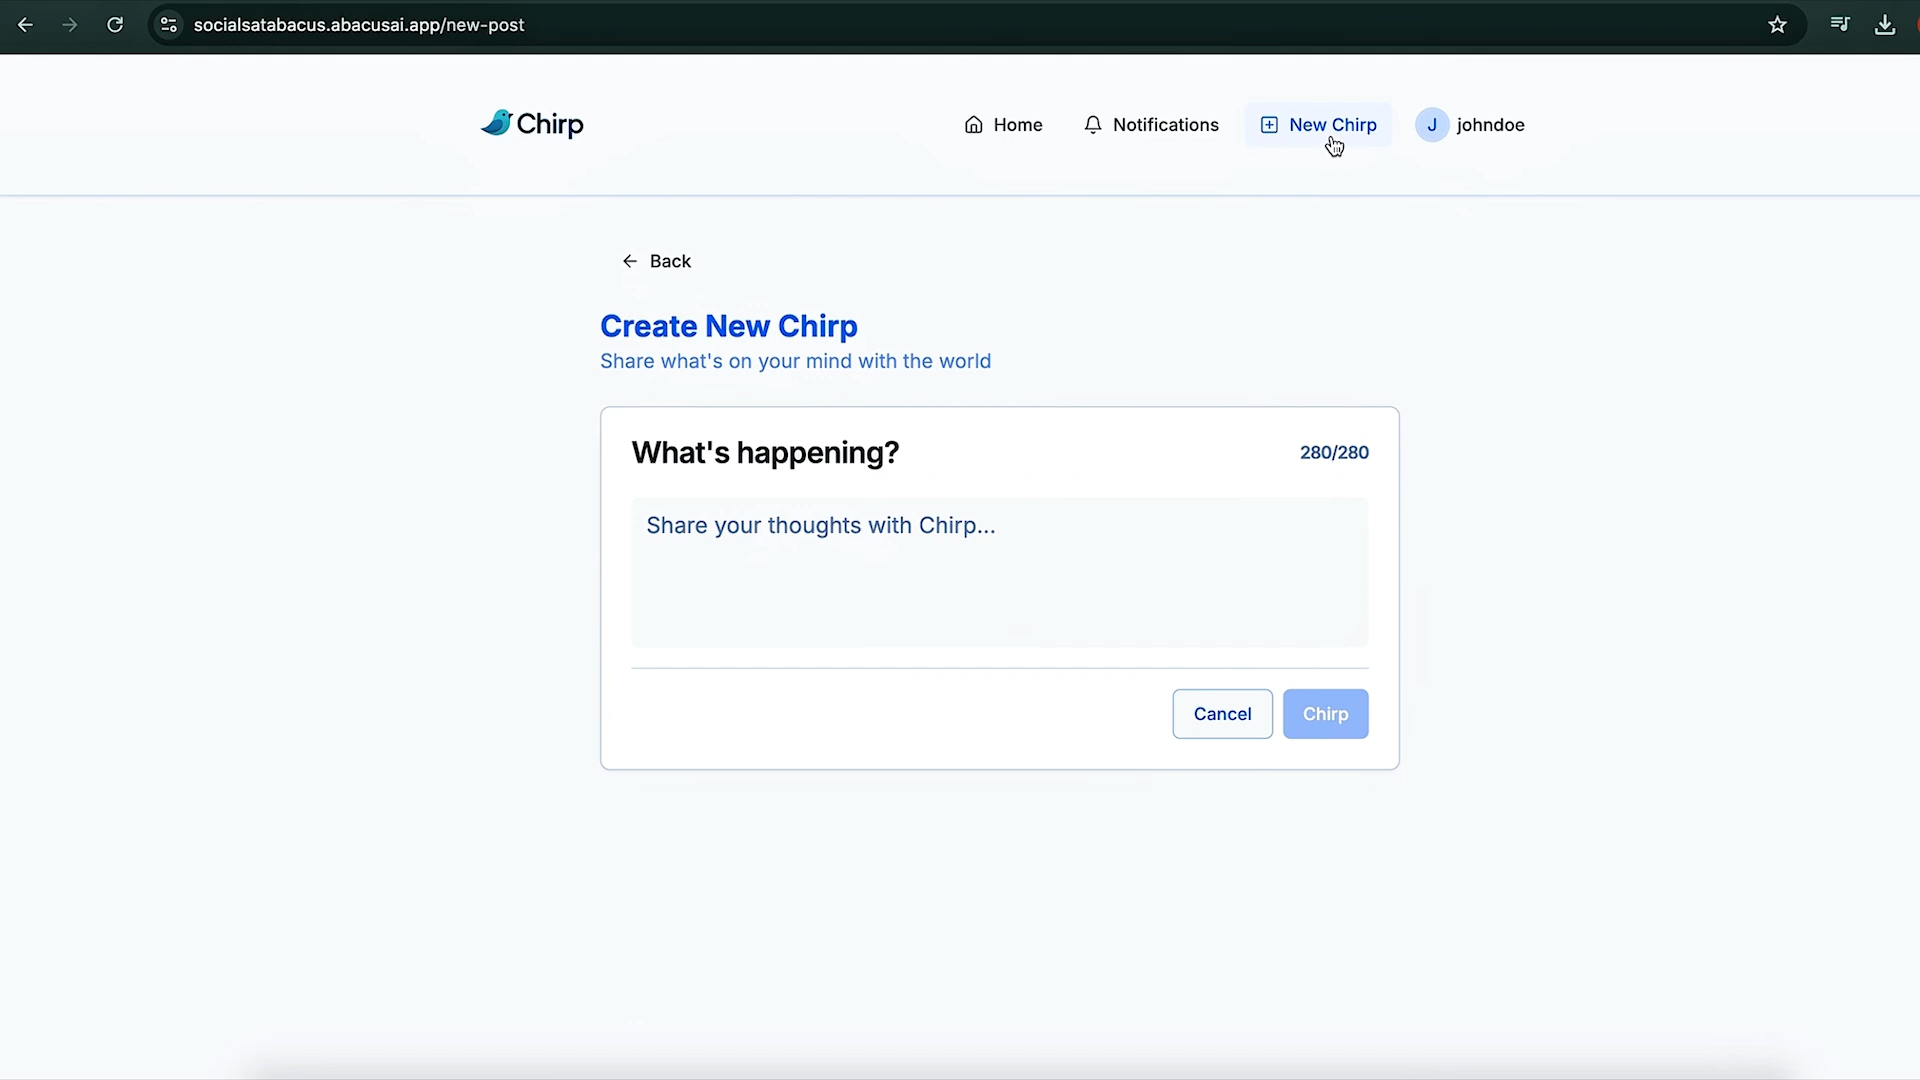 socialsatabacus.abacusai.app/new-post
Chirp
Home
Notifications
New Chirp
J
johndoe
Back
Create New Chirp
Share what's on your mind with the world
What's happening?
280/280
Share your thoughts with Chirp...
Cancel
Chirp